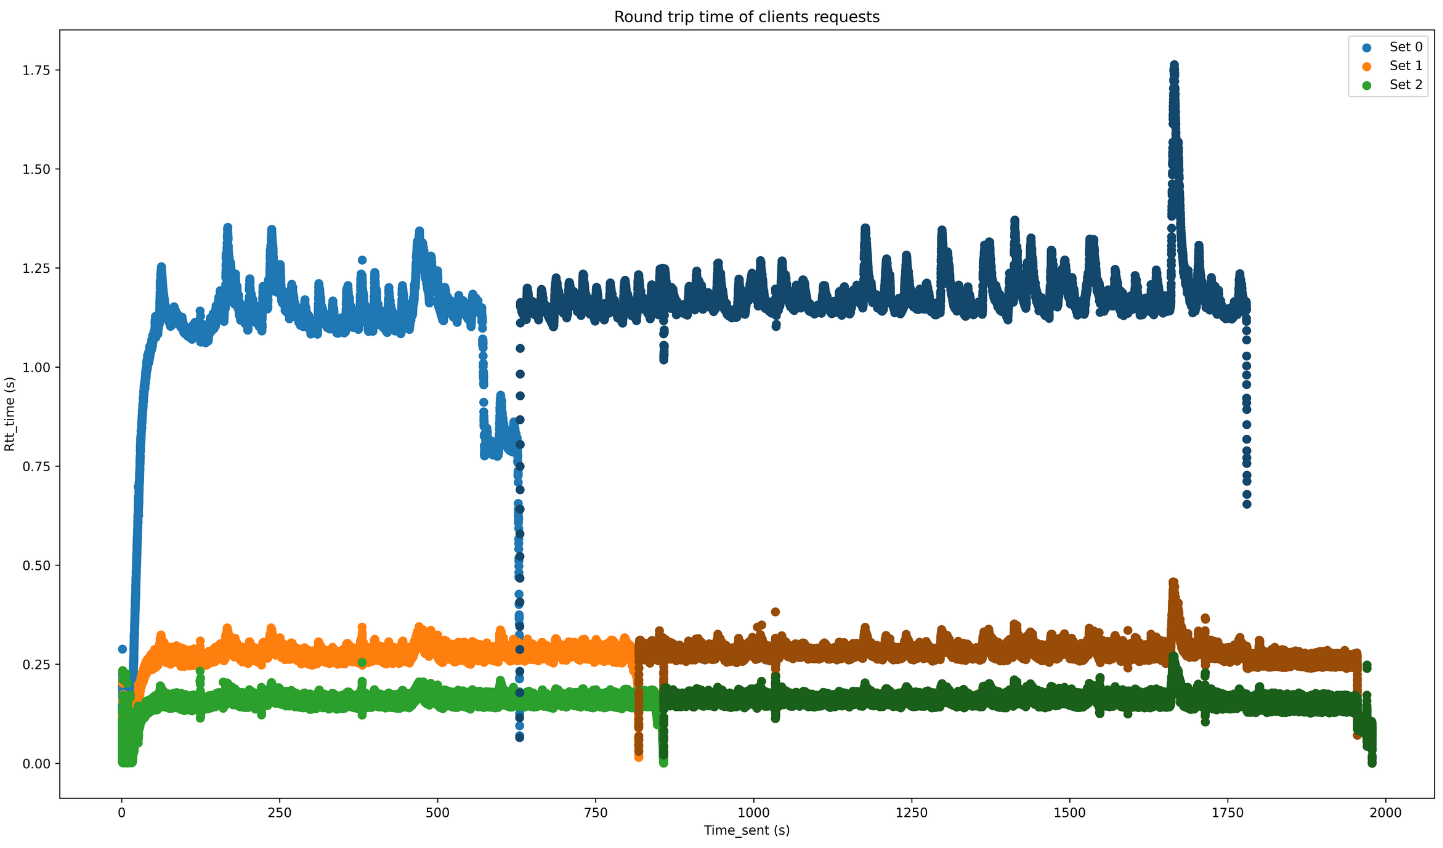 Round trip time of clients requests
Set 0
Set 1
Set 2
Rtt_time (s)
1.75
1.50
1.25
1.00
0.75
0.50
0.25
0.00
0 250 500 750 1000 1250 1500 1750 2000
Time_sent (s)